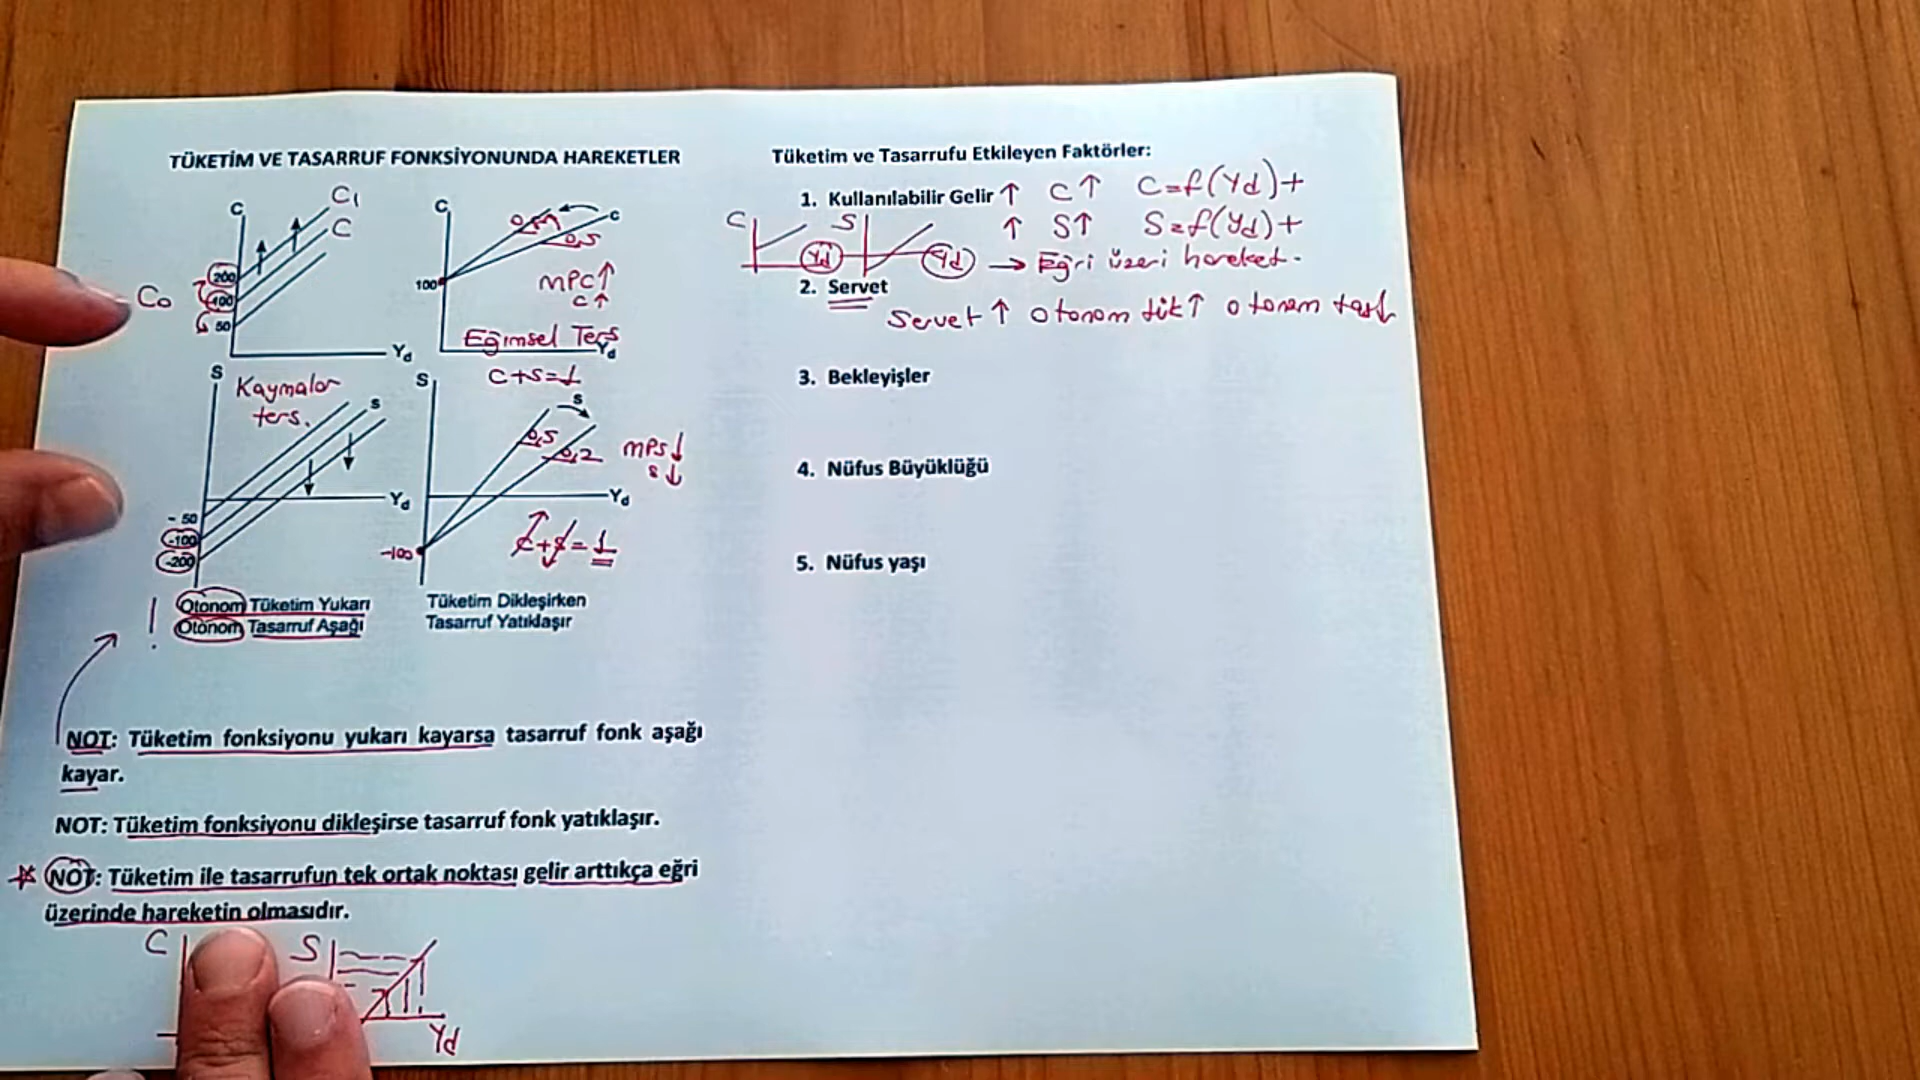 TÜKETİM VE TASARRUF FONKSİYONUNDA HAREKETLER
C C1
C
200
Co 100
50
Yd
C
0,5
C
100
MPC↑
C↑
Eğimsel Ters
Yd
S
Kaymalar
ters.
S
Yd
- 50
-100
-200
C+S=1
S
S
0,5
0,2
MPS↓
S↓
Yd
-100
¢+$=1
! Otonom Tüketim Yukarı
Otonom Tasarruf Aşağı
Tüketim Dikleşirken
Tasarruf Yatıklaşır
NOT: Tüketim fonksiyonu yukarı kayarsa tasarruf fonk aşağı
kayar.
NOT: Tüketim fonksiyonu dikleşirse tasarruf fonk yatıklaşır.
NOT: Tüketim ile tasarrufun tek ortak noktası gelir arttıkça eğri
üzerinde hareketin olmasıdır.
C S
Yd
Tüketim ve Tasarrufu Etkileyen Faktörler:
1. Kullanılabilir Gelir ↑ C↑ C=f(Yd)+
↑ S↑ S=f(Yd)+
C S
Yd Yd → Eğri üzeri hareket.
2. Servet
Servet ↑ otonom tük↑ otonom
3. Bekleyişler
4. Nüfus Büyüklüğü
5. Nüfus yaşı